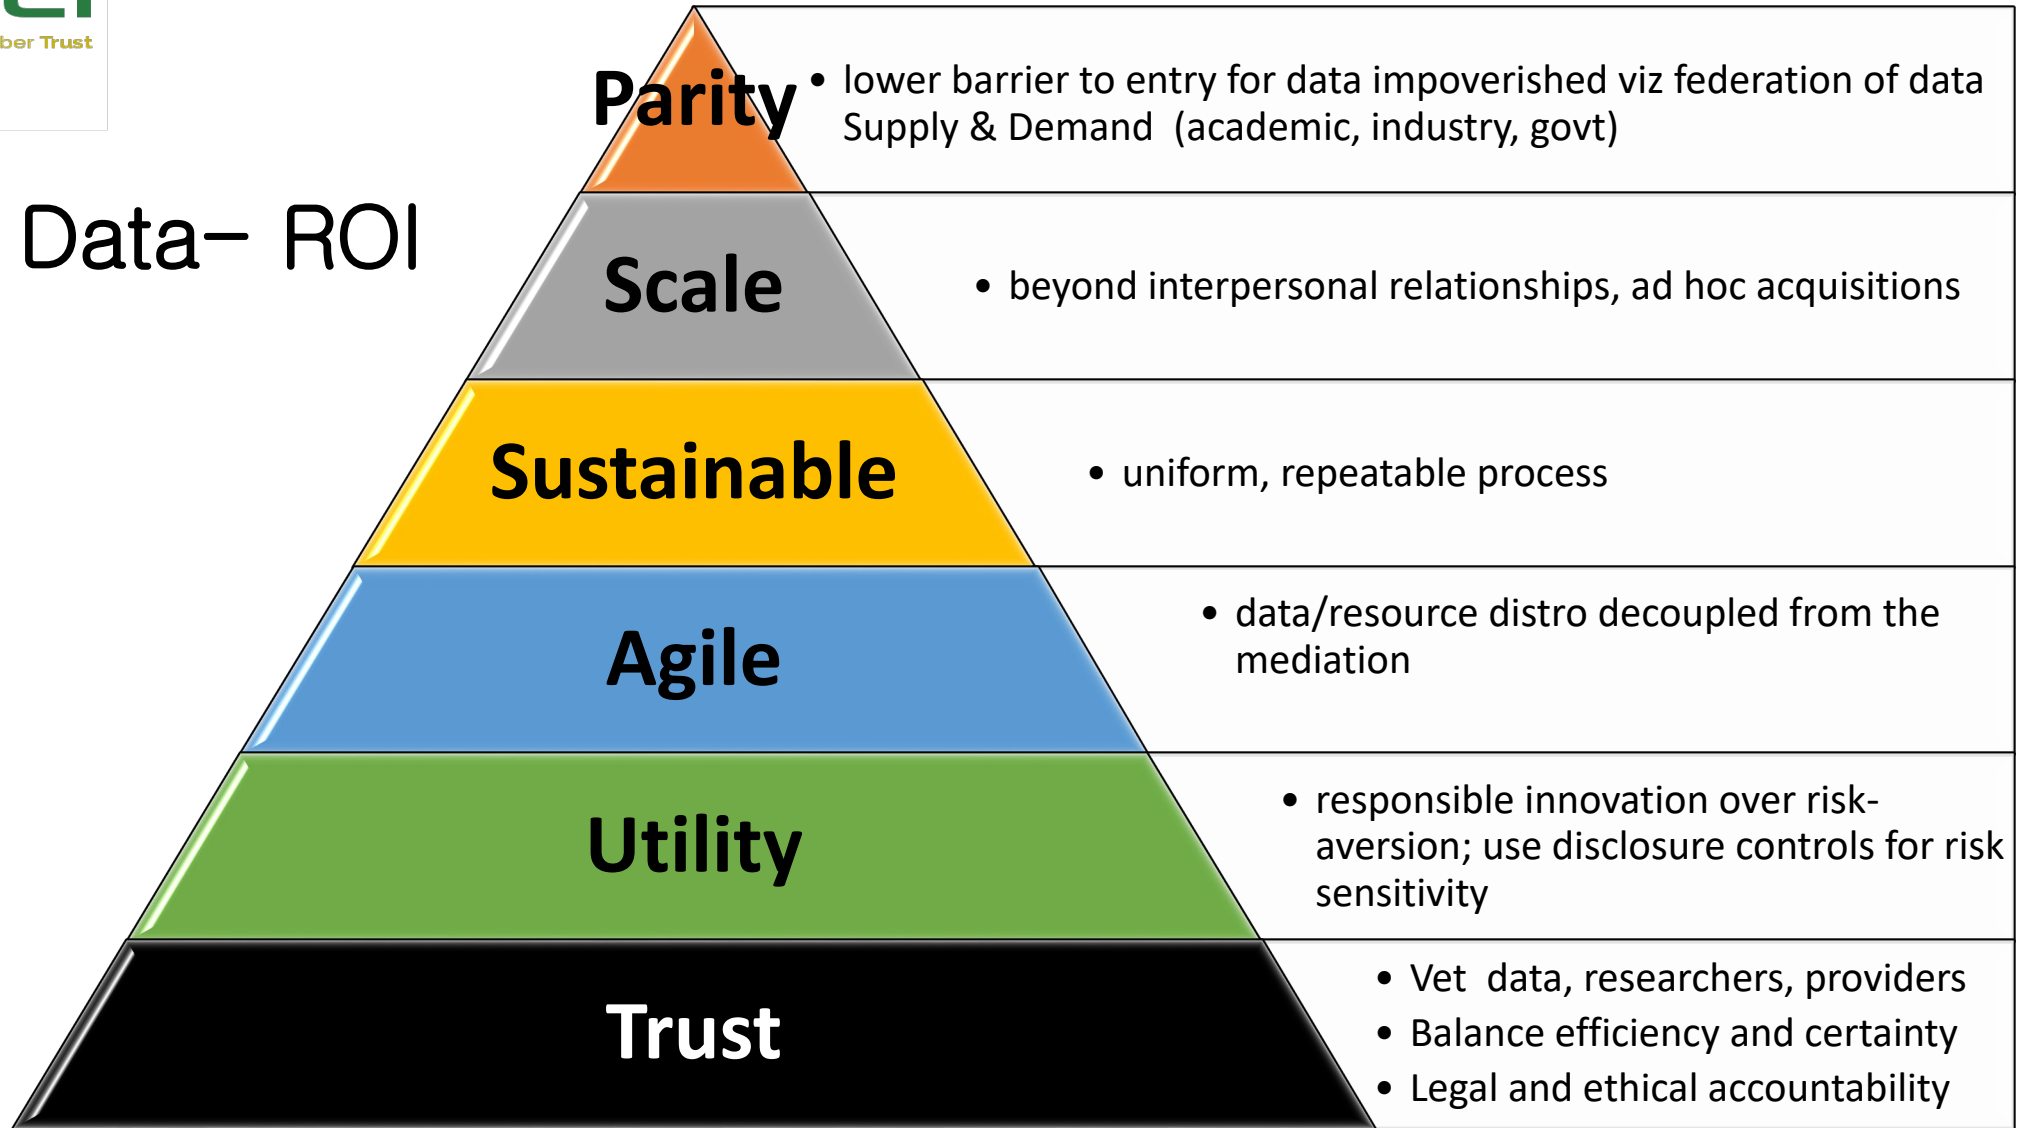 ber Trust
Data- ROI
Parity
• lower barrier to entry for data impoverished viz federation of data
Supply & Demand  (academic, industry, govt)
Scale
• beyond interpersonal relationships, ad hoc acquisitions
Sustainable
• uniform, repeatable process
Agile
• data/resource distro decoupled from the
mediation
Utility
• responsible innovation over risk-
aversion; use disclosure controls for risk
sensitivity
Trust
• Vet  data, researchers, providers
• Balance efficiency and certainty
• Legal and ethical accountability